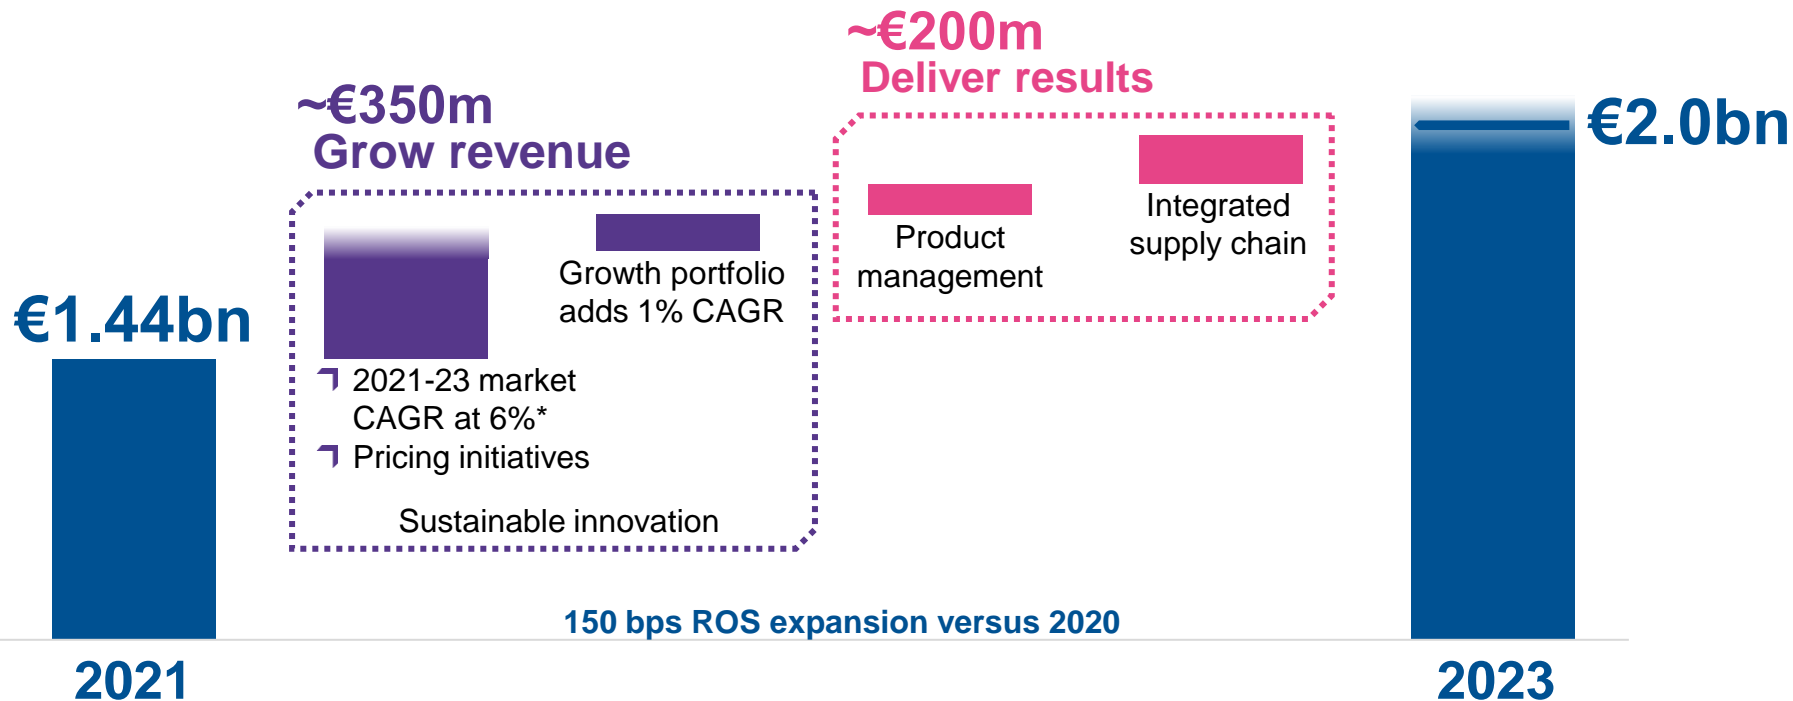 ~€200m
Deliver results
~€350m
Grow revenue
€2.0bn
Integrated
supply chain
Product
management
Growth portfolio
adds 1% CAGR
€1.44bn
2021-23 market
CAGR at 6%*
Pricing initiatives
Sustainable innovation
150 bps ROS expansion versus 2020
2021
2023